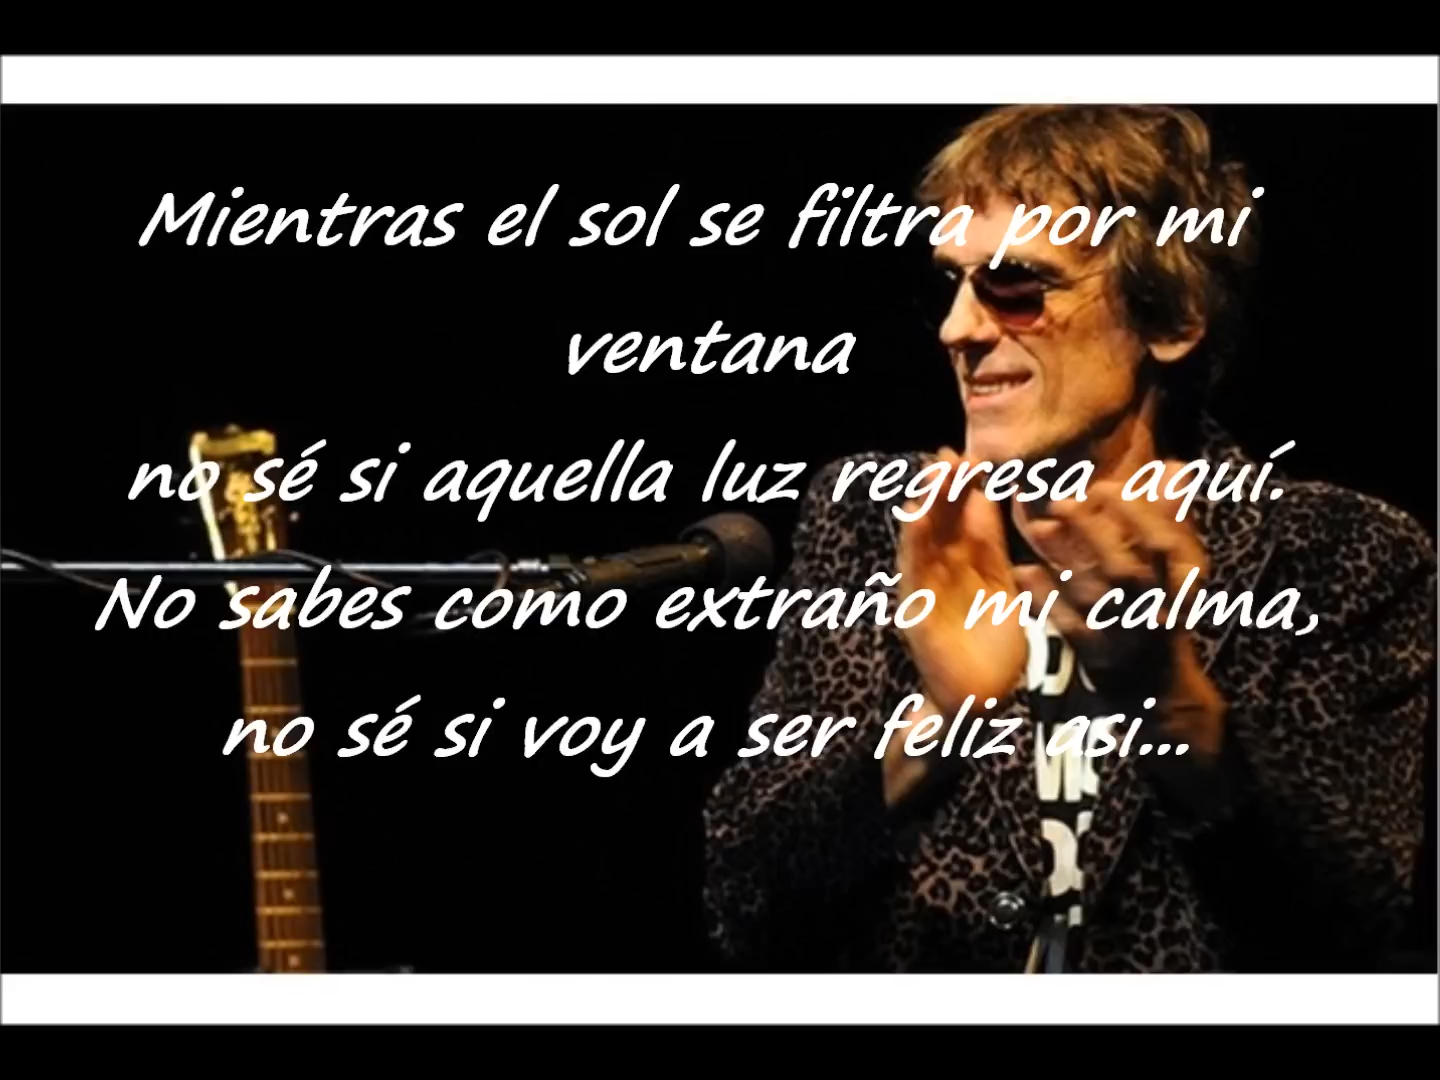 Mientras el sol se filtra por mi
ventana
no sé si aquella luz regresa aquí.
No sabes como extraño mi calma,
no sé si voy a ser feliz asi...